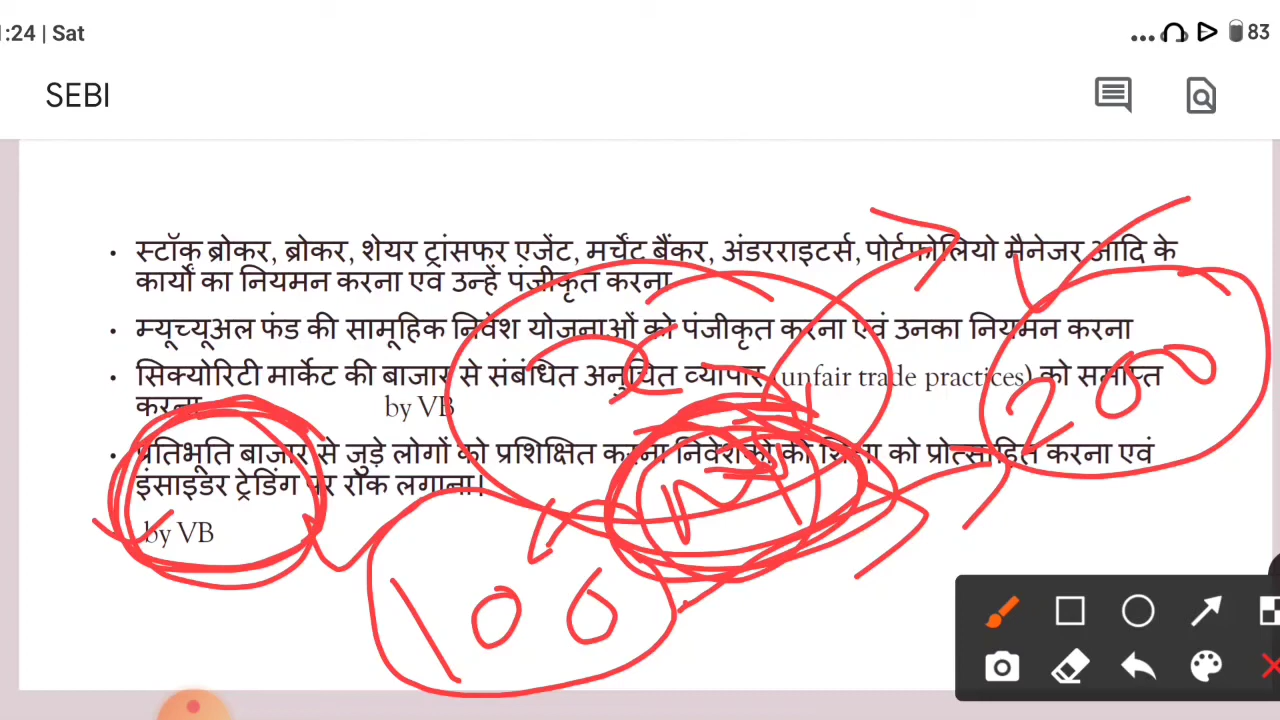 1:24 | Sat
83
SEBI
• स्टॉक ब्रोकर, ब्रोकर, शेयर ट्रांसफर एजेंट, मर्चेंट बैंकर, अंडरराइटर्स, पोर्टफोलियो मैनेजर आदि के
कार्यों का नियमन करना एवं उन्हें पंजीकृत करना
• म्यूच्यूअल फंड की सामूहिक निवेश योजनाओं को पंजीकृत करना एवं उनका नियमन करना
• सिक्योरिटी मार्केट की बाजार से संबंधित अनुचित व्यापार (unfair trade practices) को समाप्त
करना by VB
• प्रतिभूति बाजार से जुड़े लोगों को प्रशिक्षित करना निवेशकों की शिक्षा को प्रोत्साहित करना एवं
इंसाइडर ट्रेडिंग पर रोक लगाना।
by VB
200
100